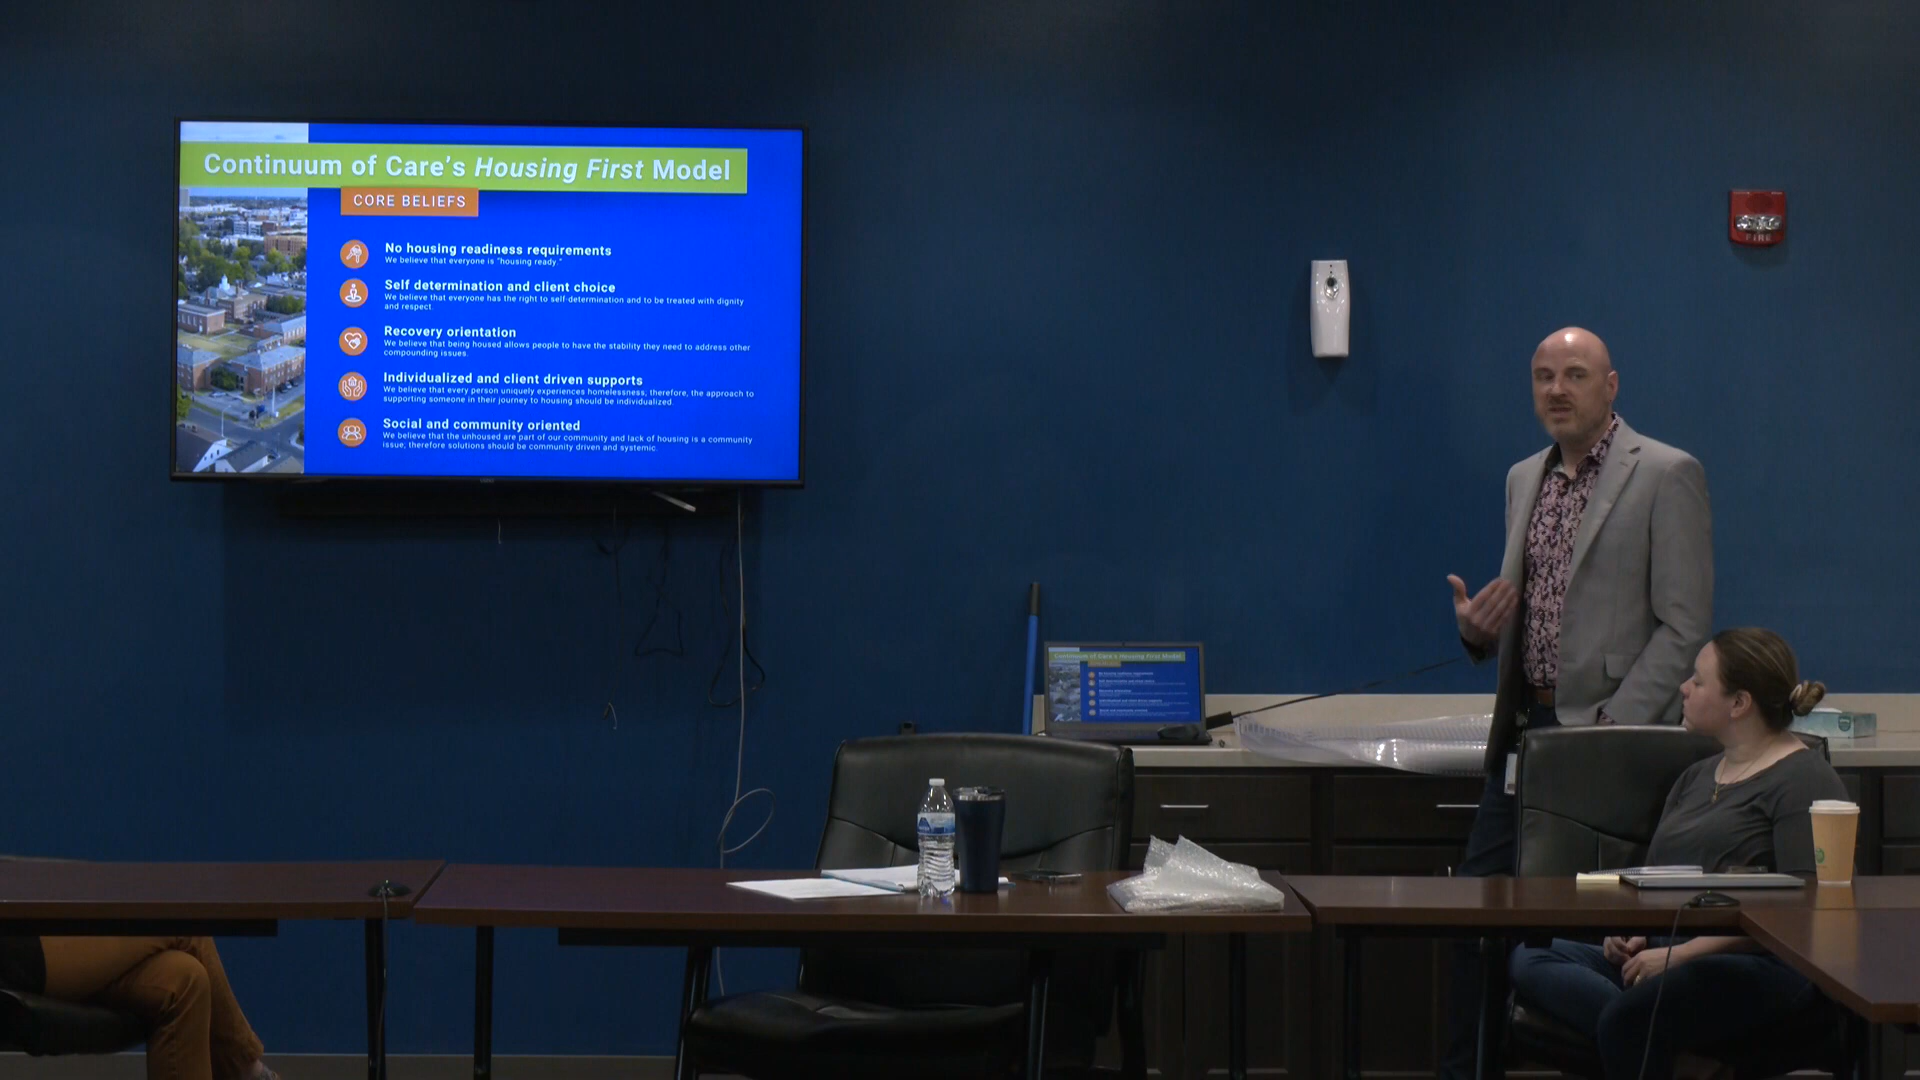 Continuum of Care's Housing First Model
CORE BELIEFS
No housing readiness requirements
We believe that everyone is "housing ready."
Self determination and client choice
We believe that everyone has the right to self-determination and to be treated with dignity
and respect.
Recovery orientation
We believe that being housed allows people to have the stability they need to address other
compounding issues.
Individualized and client driven supports
We believe that every person uniquely experiences homelessness, therefore, the approach to
supporting someone in their journey to housing should be individualized.
Social and community oriented
We believe that the unhoused are part of our community and lack of housing is a community
issue; therefore solutions should be community driven and systemic.
FIRE
Continuum of Care's Housing First Model